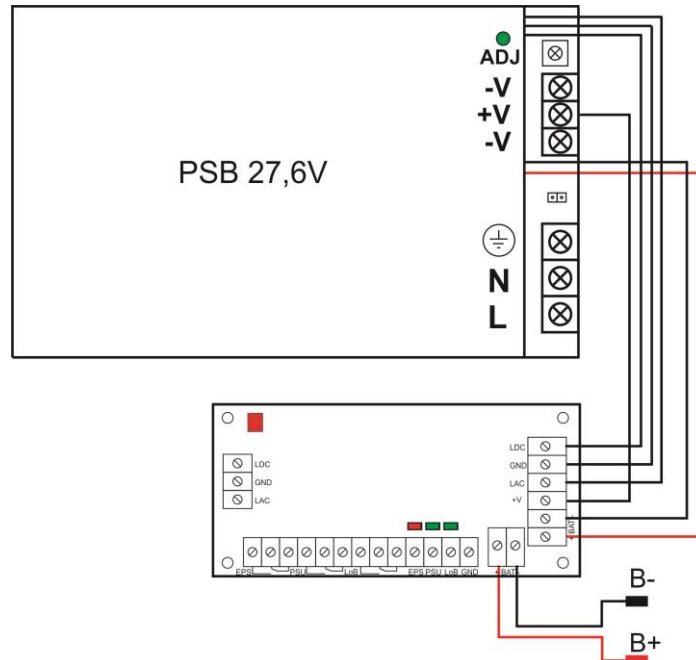 ADJ
-V
+V
-V
PSB 27,6V
N
L
LDC
GND
LAC
+V
+BAT-
LDC
GND
LAC
EPS PSU LoB EPS PSU LoB GND
+ BAT-
B-
B+